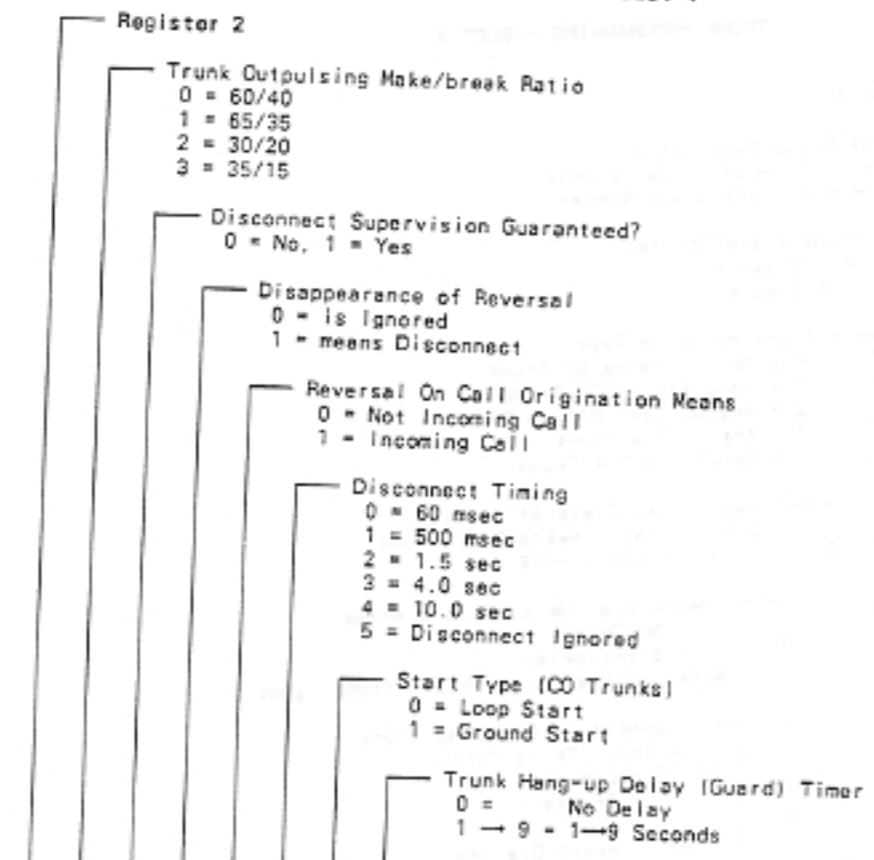 Register 2
Trunk Outpulsing Make/break Ratio
0 = 60/40
1 = 65/35
2 = 30/20
3 = 35/15
Disconnect Supervision Guaranteed?
0 = No, 1 = Yes
Disappearance of Reversal
0 = is Ignored
1 = means Disconnect
Reversal On Call Origination Means
0 = Not Incoming Call
1 = Incoming Call
Disconnect Timing
0 = 60 msec
1 = 500 msec
2 = 1.5 sec
3 = 4.0 sec
4 = 10.0 sec
5 = Disconnect Ignored
Start Type (CO Trunks)
0 = Loop Start
1 = Ground Start
Trunk Hang-up Delay (Guard) Timer
0 = No Delay
1 → 9 = 1→9 Seconds